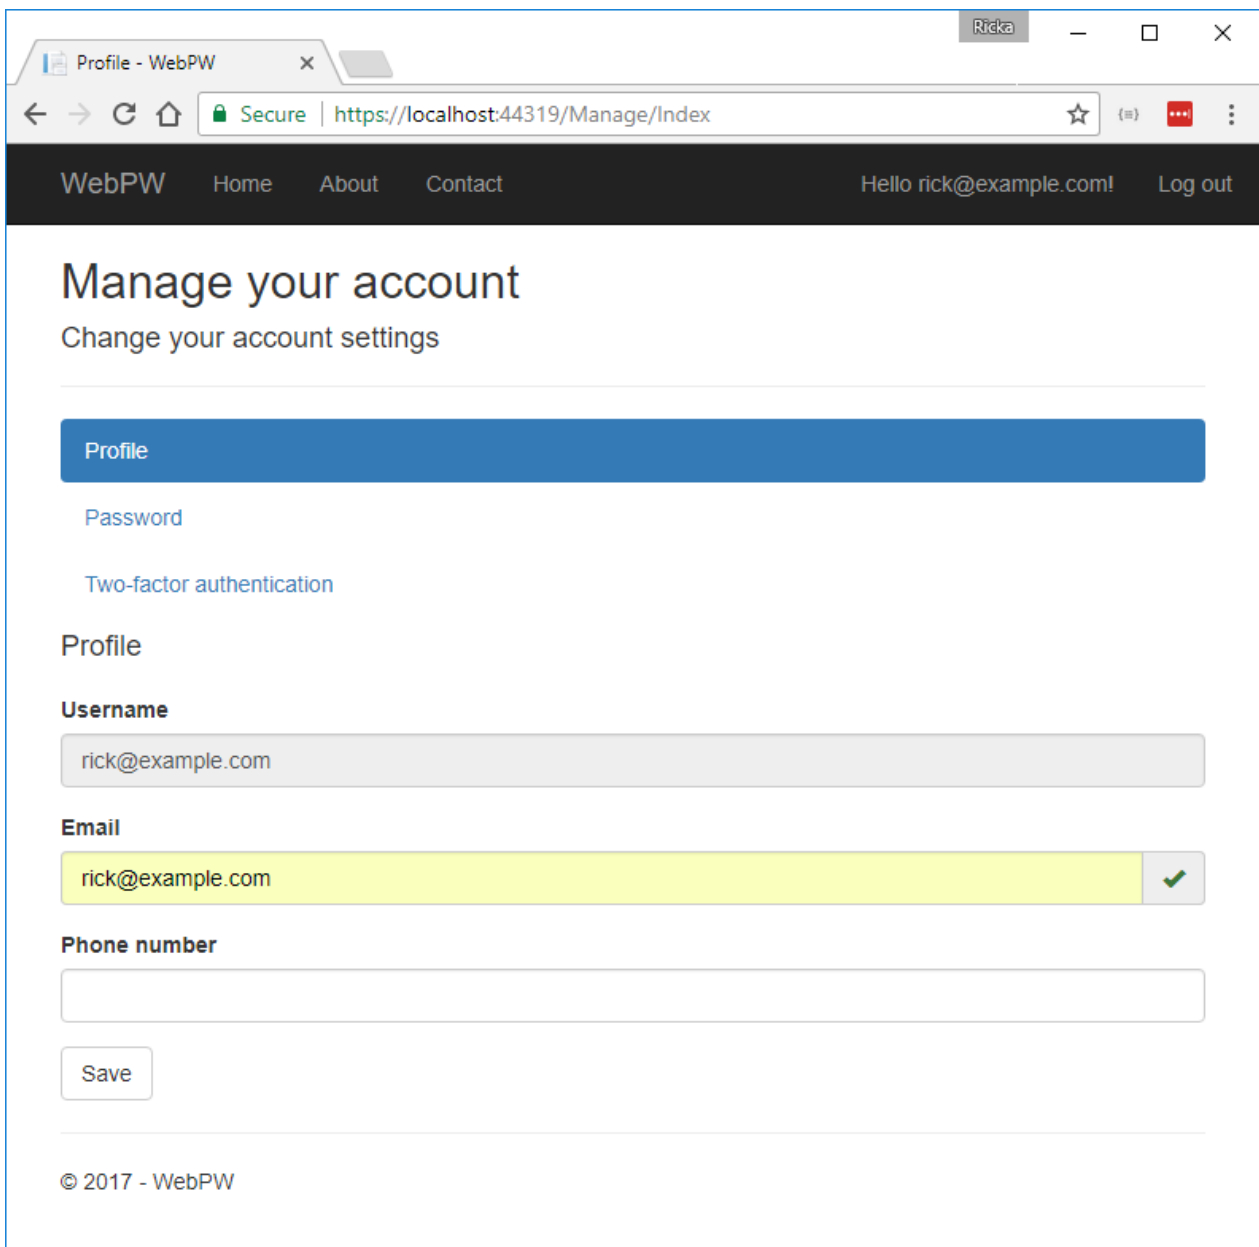 Ricka
Profile - WebPW
Secure https://localhost:44319/Manage/Index
WebPW Home About Contact Hello rick@example.com! Log out
Manage your account
Change your account settings
Profile
Password
Two-factor authentication
Profile
Username
rick@example.com
Email
rick@example.com
Phone number
Save
© 2017 - WebPW